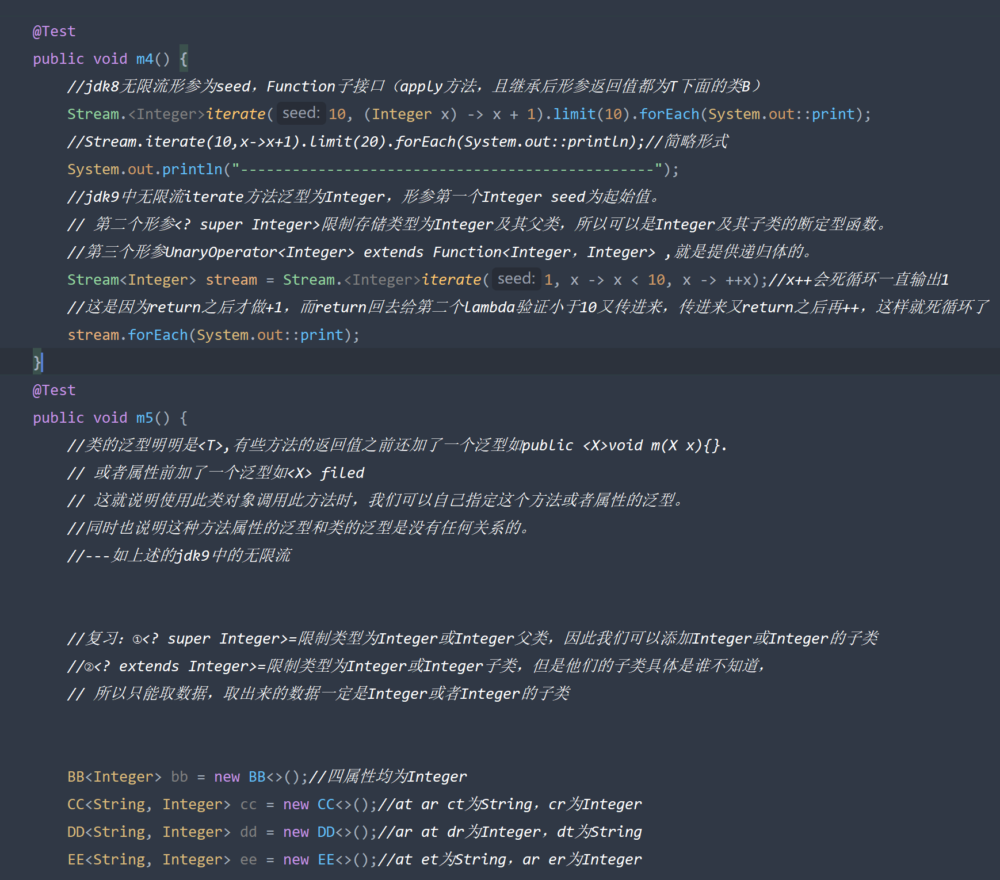 @Test
public void m4() {
//jdk8无限流形参为seed，Function子接口（apply方法，且继承后形参返回值都为T下面的类B）
Stream.<Integer>iterate( seed: 10, (Integer x) -> x + 1).limit(10).forEach(System.out::print);
//Stream.iterate(10,x->x+1).limit(20).forEach(System.out::println);//简略形式
System.out.println("------------------------------------------------");
//jdk9中无限流iterate方法泛型为Integer，形参第一个Integer seed为起始值。
// 第二个形参<? super Integer>限制存储类型为Integer及其父类，所以可以是Integer及其子类的断定型函数。
//第三个形参UnaryOperator<Integer> extends Function<Integer，Integer> ,就是提供递归体的。
Stream<Integer> stream = Stream.<Integer>iterate( seed: 1, x -> x < 10, x -> ++x);//x++会死循环一直输出1
//这是因为return之后才做+1，而return回去给第二个lambda验证小于10又传进来，传进来又return之后再++，这样就死循环了
stream.forEach(System.out::print);
}
@Test
public void m5() {
//类的泛型明明是<T>,有些方法的返回值之前还加了一个泛型如public <X>void m(X x){}.
// 或者属性前加了一个泛型如<X> filed
// 这就说明使用此类对象调用此方法时，我们可以自己指定这个方法或者属性的泛型。
//同时也说明这种方法属性的泛型和类的泛型是没有任何关系的。
//---如上述的jdk9中的无限流
//复习：①<? super Integer>=限制类型为Integer或Integer父类，因此我们可以添加Integer或Integer的子类
//②<? extends Integer>=限制类型为Integer或Integer子类，但是他们的子类具体是谁不知道，
// 所以只能取数据，取出来的数据一定是Integer或者Integer的子类
BB<Integer> bb = new BB<>();//四属性均为Integer
CC<String, Integer> cc = new CC<>();//at ar ct为String，cr为Integer
DD<String, Integer> dd = new DD<>();//ar at dr为Integer，dt为String
EE<String, Integer> ee = new EE<>();//at et为String，ar er为Integer